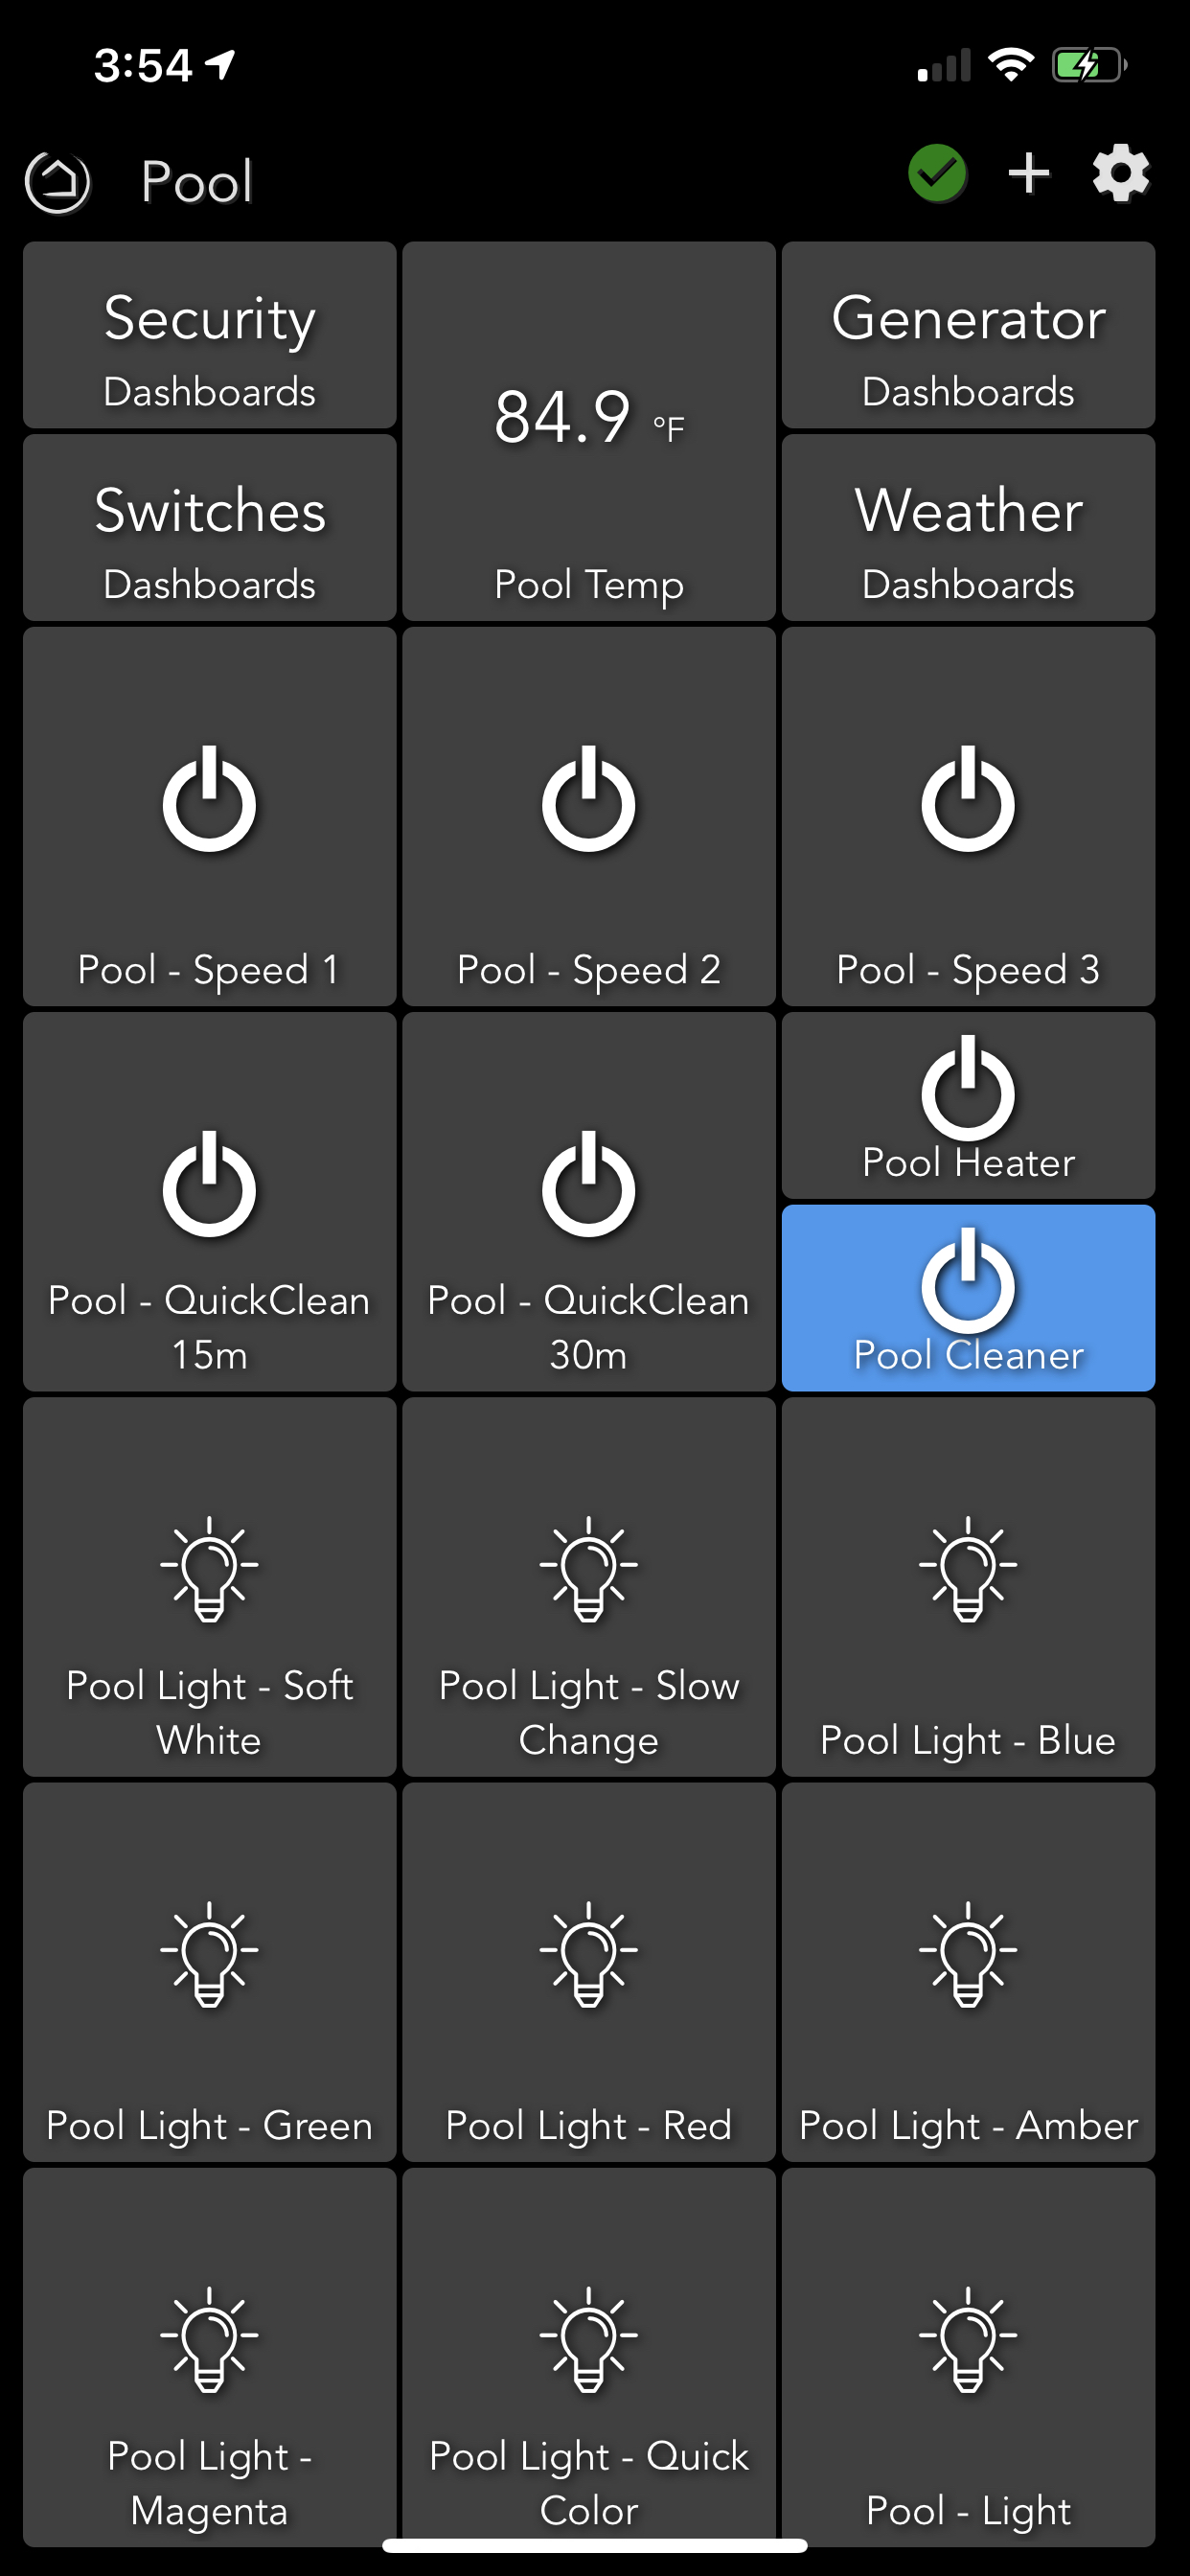 3:54
Pool
Security
Dashboards
84.9 °F
Pool Temp
Generator
Dashboards
Switches
Dashboards
Weather
Dashboards
Pool - Speed 1
Pool - Speed 2
Pool - Speed 3
Pool - QuickClean
15m
Pool - QuickClean
30m
Pool Heater
Pool Cleaner
Pool Light - Soft
White
Pool Light - Slow
Change
Pool Light - Blue
Pool Light - Green
Pool Light - Red
Pool Light - Amber
Pool Light -
Magenta
Pool Light - Quick
Color
Pool - Light